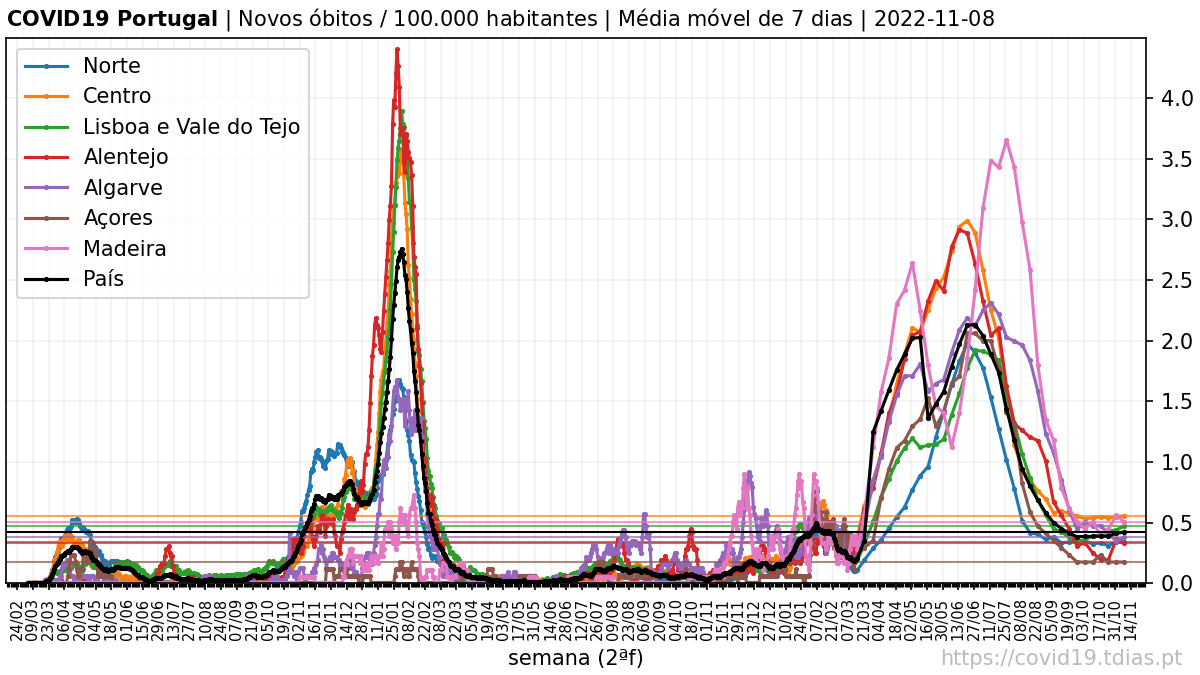 COVID19 Portugal | Novos óbitos / 100.000 habitantes | Média móvel de 7 dias | 2022-11-08
Norte
Centro
Lisboa e Vale do Tejo
Alentejo
Algarve
Açores
Madeira
País
4.0
3.5
3.0
2.5
2.0
1.5
1.0
0.5
0.0
24/02 09/03 23/03 06/04 20/04 04/05 18/05 01/06 15/06 29/06 13/07 27/07 10/08 24/08 07/09 21/09 05/10 19/10 02/11 16/11 30/11 14/12 28/12 11/01 25/01 08/02 22/02 08/03 22/03 05/04 19/04 03/05 17/05 31/05 14/06 28/06 12/07 26/07 09/08 23/08 06/09 20/09 04/10 18/10 01/11 15/11 29/11 13/12 27/12 10/01 24/01 07/02 21/02 07/03 21/03 04/04 18/04 02/05 16/05 30/05 13/06 27/06 11/07 25/07 08/08 22/08 05/09 19/09 03/10 17/10 31/10 14/11
semana (2ªf)
https://covid19.tdias.pt